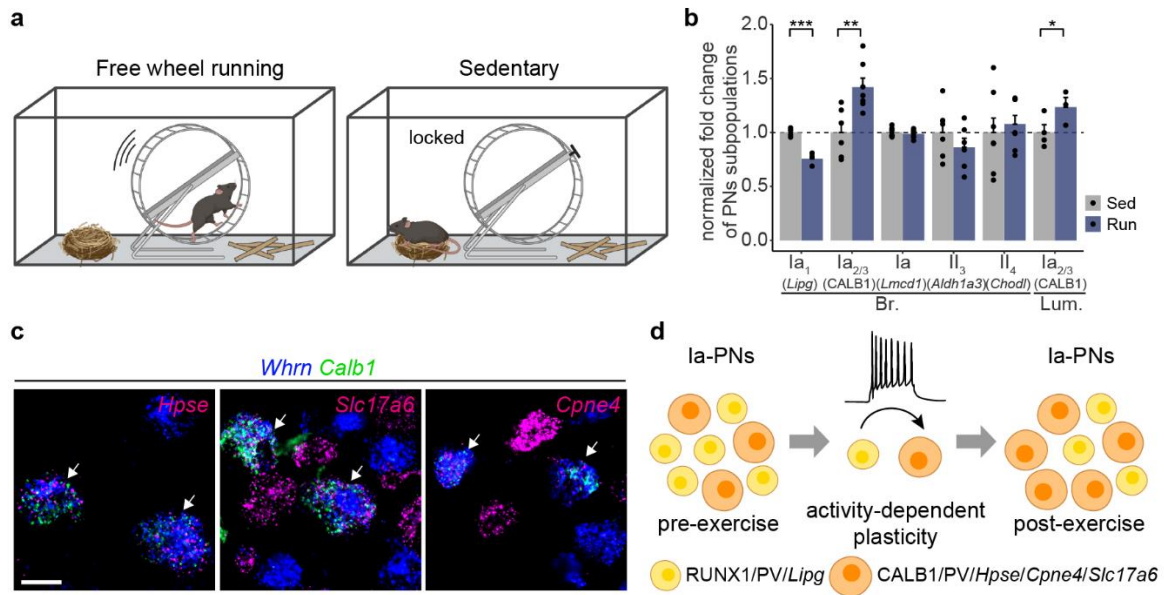 a
Free wheel running
Sedentary
locked
b
normalized fold change
of PNs subpopulations
2.0
1.5
1.0
0.5
0.0
***
**
*
Sed
Run
Ia₁ Ia₂/₃ Ia II₃ II₄ Ia₂/₃
(Lipg) (CALB1) (Lmcd1) (Aldh1a3) (Chodl) (CALB1)
Br. Lum.
c
Whrn Calb1
Hpse
Slc17a6
Cpne4
d
Ia-PNs
Ia-PNs
pre-exercise
activity-dependent
plasticity
post-exercise
RUNX1/PV/Lipg
CALB1/PV/Hpse/Cpne4/Slc17a6